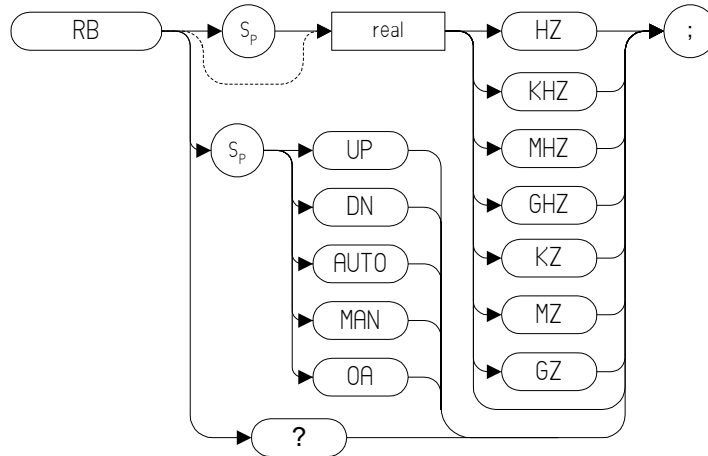 RB SP real HZ ;
KHZ
SP UP MHZ
DN GHZ
AUTO KZ
MAN MZ
OA GZ
?